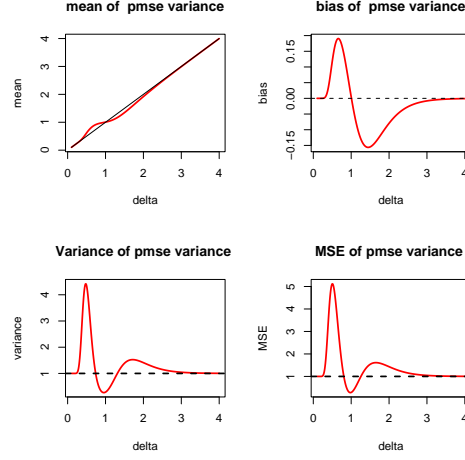 mean of  pmse variance
mean
0 1 2 3 4
0 1 2 3 4
delta
bias of  pmse variance
bias
−0.15 0.00 0.15
0 1 2 3 4
delta
Variance of pmse variance
variance
1 2 3 4
0 1 2 3 4
delta
MSE of pmse variance
MSE
1 2 3 4 5
0 1 2 3 4
delta